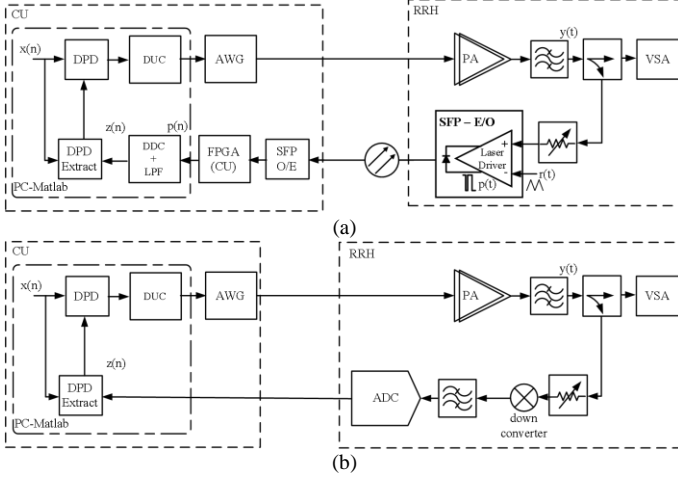 CU
RRH
x(n)
DPD
DUC
AWG
PA
y(t)
VSA
z(n)
p(n)
DPD
Extract
DDC
+
LPF
FPGA
(CU)
SFP
O/E
SFP – E/O
Laser
Driver
+
-
p(t)
r(t)
PC-Matlab
(a)
CU
RRH
x(n)
DPD
DUC
AWG
PA
y(t)
VSA
z(n)
DPD
Extract
ADC
down
converter
PC-Matlab
(b)